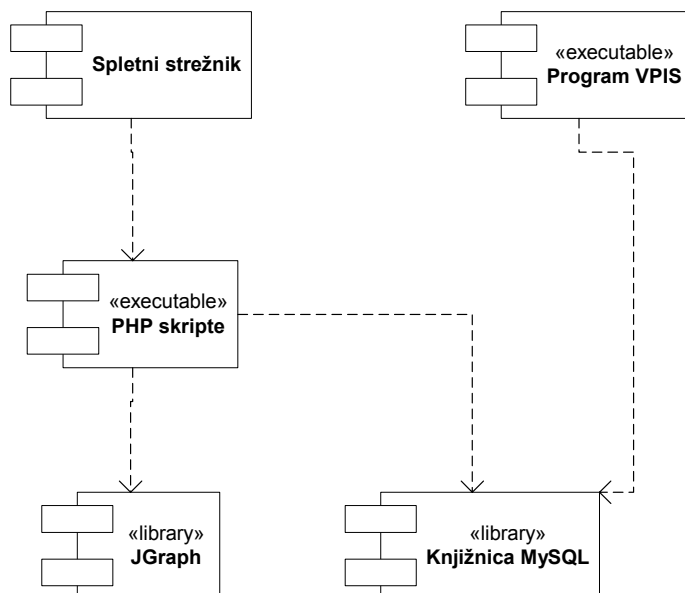 Spletni strežnik
«executable»
Program VPIS
«executable»
PHP skripte
«library»
JGraph
«library»
Knjižnica MySQL